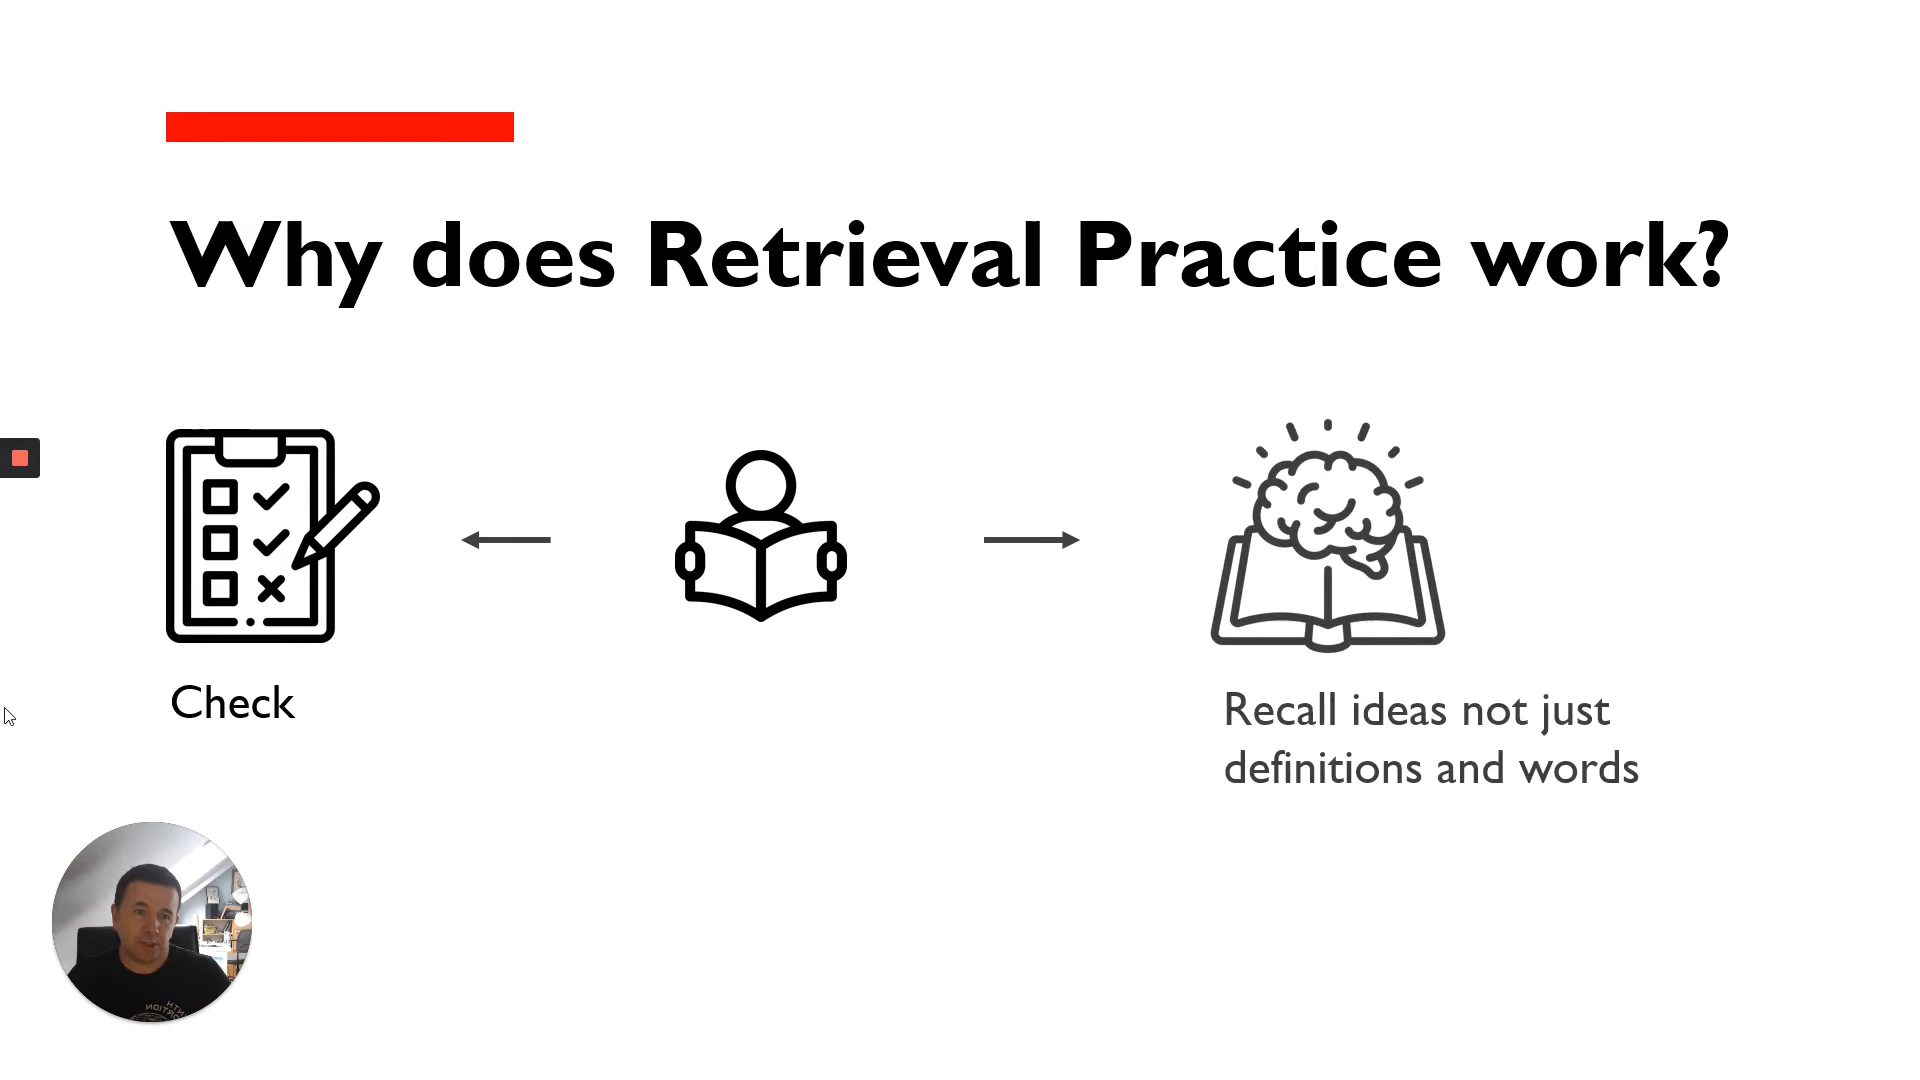 Why does Retrieval Practice work?
Check
Recall ideas not just
definitions and words